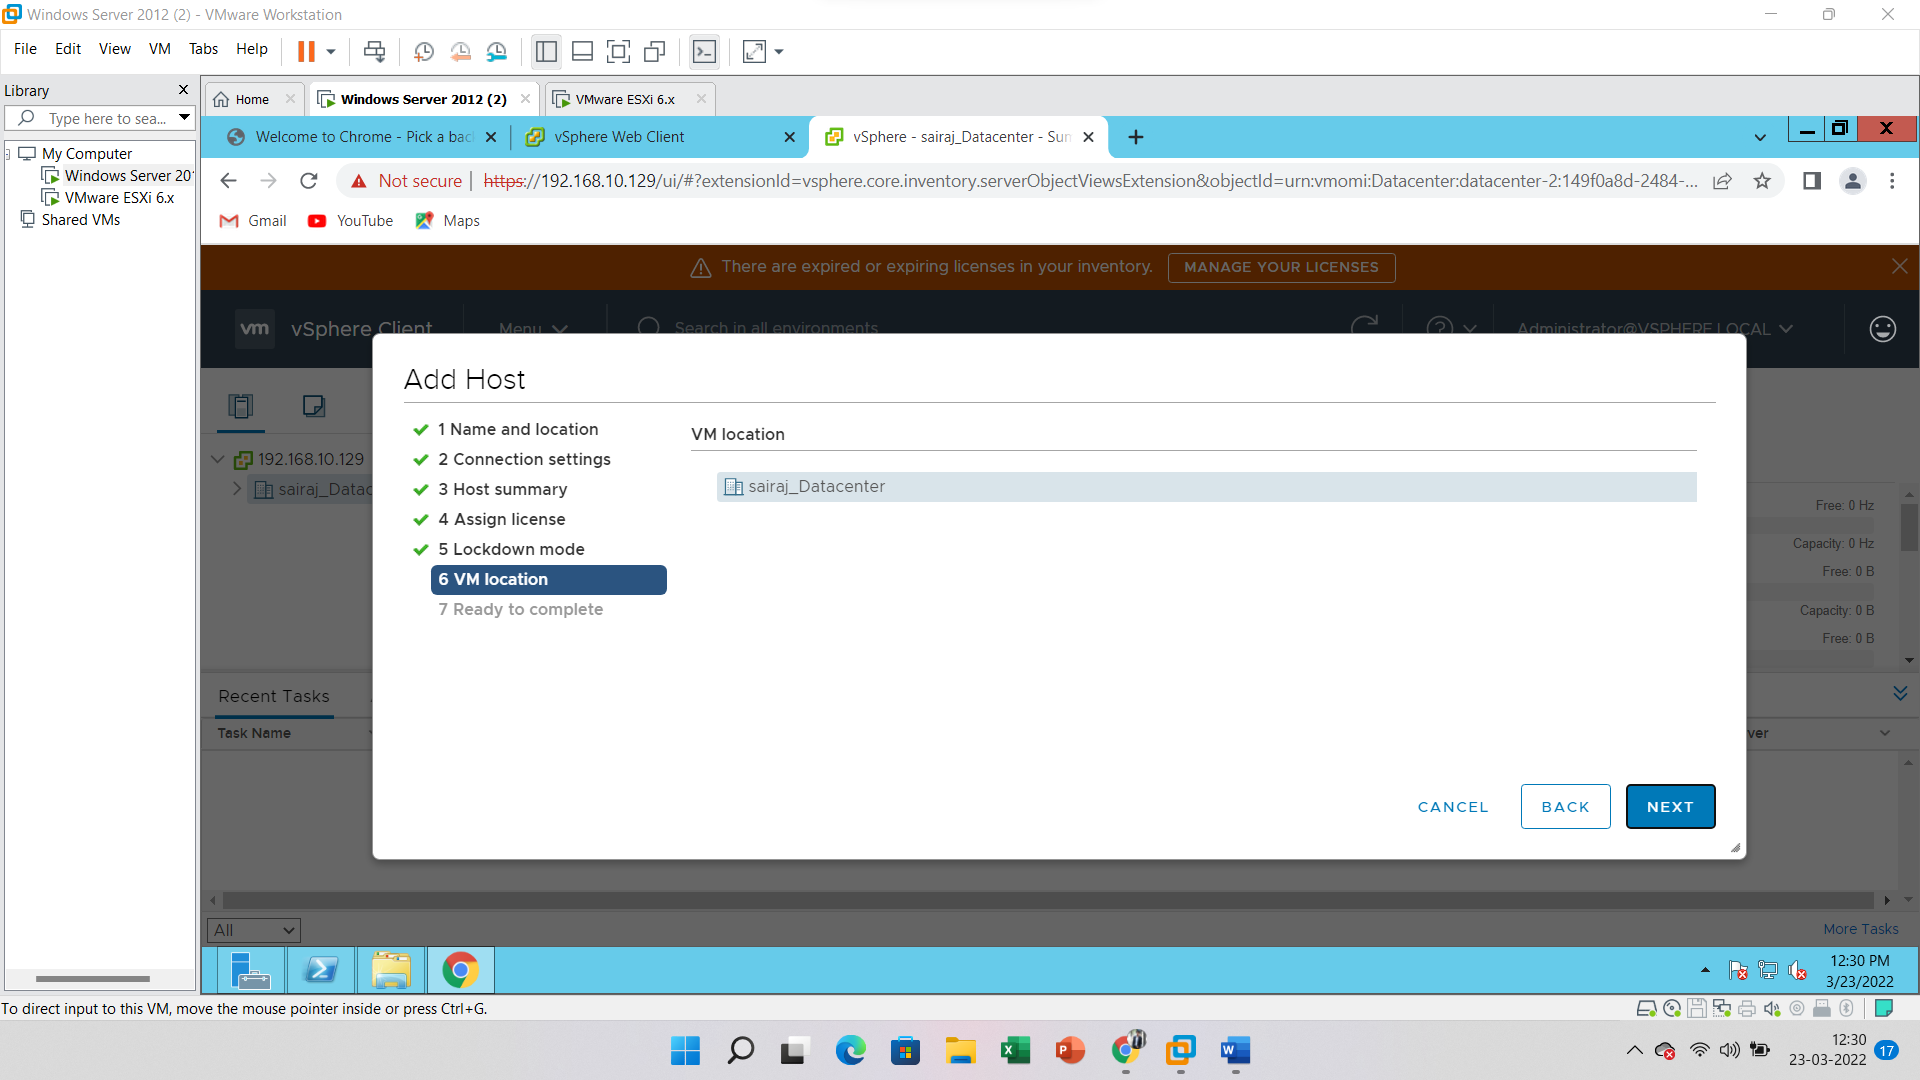 Windows Server 2012 (2) - VMware Workstation
File Edit View VM Tabs Help
Library
Type here to sea...
My Computer
Windows Server 20
VMware ESXi 6.x
Shared VMs
Home
Windows Server 2012 (2)
VMware ESXi 6.x
Welcome to Chrome - Pick a bac
vSphere Web Client
vSphere - sairaj_Datacenter - Sum
Not secure
https://192.168.10.129/ui/#?extensionId=vsphere.core.inventory.serverObjectViewsExtension&objectId=urn:vmomi:Datacenter:datacenter-2:149f0a8d-2484-...
Gmail
YouTube
Maps
There are expired or expiring licenses in your inventory.
MANAGE YOUR LICENSES
vm
vSphere Client
Menu
Search in all environments
Administrator@VSPHERE.LOCAL
192.168.10.129
sairaj_Datac
Add Host
1 Name and location
2 Connection settings
3 Host summary
4 Assign license
5 Lockdown mode
6 VM location
7 Ready to complete
VM location
sairaj_Datacenter
CANCEL
BACK
NEXT
Free: 0 Hz
Capacity: 0 Hz
Free: 0 B
Capacity: 0 B
Free: 0 B
Recent Tasks
Task Name
ver
All
More Tasks
12:30 PM
3/23/2022
To direct input to this VM, move the mouse pointer inside or press Ctrl+G.
12:30
23-03-2022
17